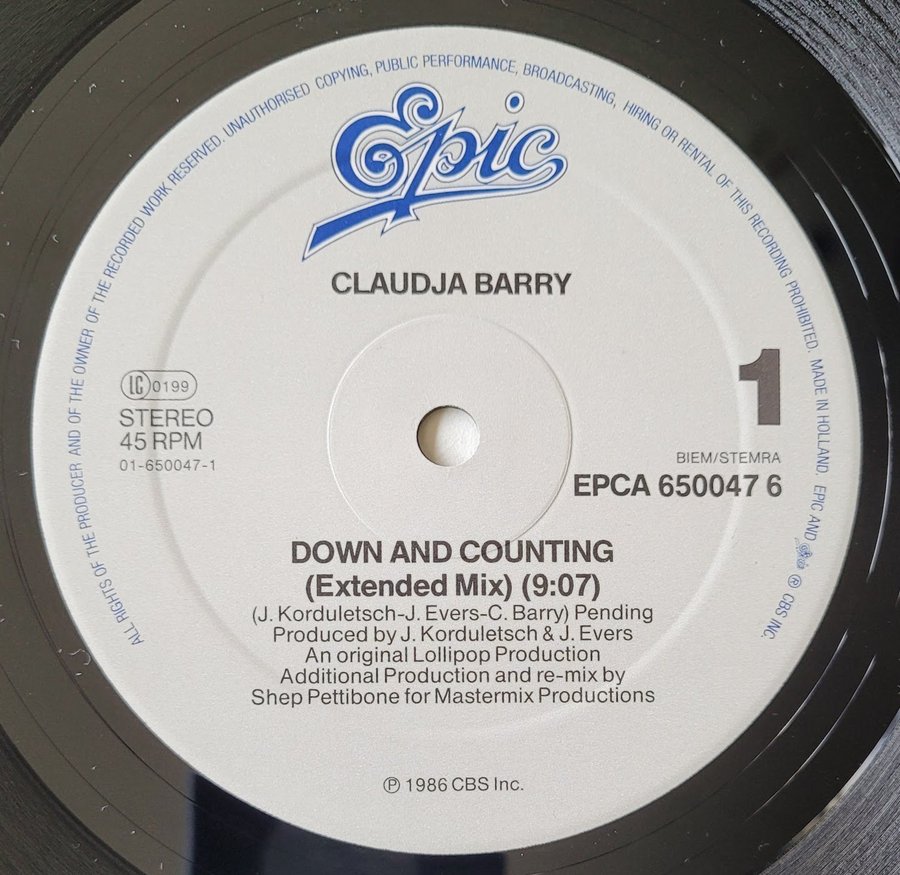 ALL RIGHTS OF THE PRODUCER AND OF THE OWNER OF THE RECORDED WORK RESERVED. UNAUTHORISED COPYING, PUBLIC PERFORMANCE, BROADCASTING, HIRING OR RENTAL OF THIS RECORDING PROHIBITED. MADE IN HOLLAND. EPIC AND Epic ℗ CBS INC.
Epic
CLAUDJA BARRY
LC 0199
STEREO
45 RPM
01-650047-1
1
BIEM/STEMRA
EPCA 650047 6
DOWN AND COUNTING
(Extended Mix) (9:07)
(J. Korduletsch-J. Evers-C. Barry) Pending
Produced by J. Korduletsch & J. Evers
An original Lollipop Production
Additional Production and re-mix by
Shep Pettibone for Mastermix Productions
℗ 1986 CBS Inc.